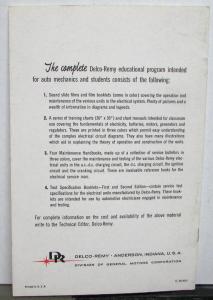 The complete Delco-Remy educational program intended
for auto mechanics and students consists of the following:
1. Sound slide films and film booklets (some in color) covering the operation and
maintenance of the various units in the electrical system. Plenty of pictures and a
wealth of information in diagrams and legends.
2. A series of training charts (26" x 35") and chart manuals intended for classroom
use covering the fundamentals of electricity, batteries, motors, generators and
regulators. These are printed in three colors which permit easy understanding of
the complex electrical circuit diagrams. They also have many illustrations
which aid in explaining the theory of operation and construction of the units.
3. Four Maintenance Handbooks, made up of a collection of service bulletins in
three colors, cover the maintenance and testing of the various Delco-Remy electrical
units in the a.c.-d.c. charging circuit, the d.c. charging circuit, the ignition
circuit and the cranking circuit. These are invaluable reference books for the
electrical service man.
4. Test Specification Booklets—First and Second Edition—contain service test
specifications for the electrical units manufactured by Delco-Remy. These booklets
are intended for use by automotive electricians engaged in maintenance and
testing.
For complete information on the cost and availability of the above material
write to the Technical Editor, Delco-Remy.
DR
DELCO-REMY • ANDERSON, INDIANA, U.S.A.
DIVISION OF GENERAL MOTORS CORPORATION